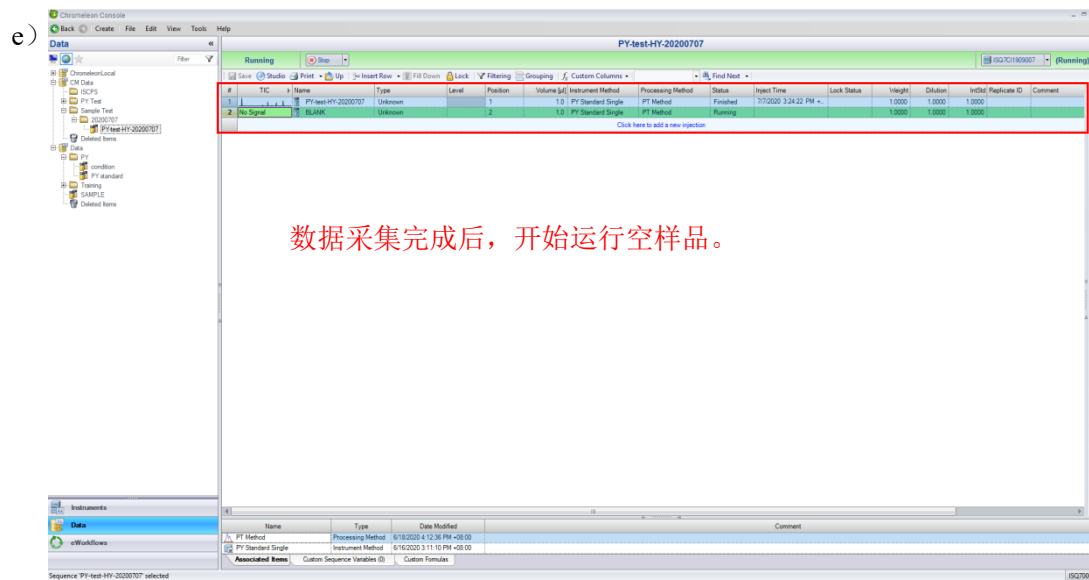 e）
Chromeleon Console
Back Create File Edit View Tools Help
Data «
Filter
ChromeleonLocal
CM Data
ISCPS
PY Test
Sample Test
20200707
PY-test-HY-20200707
Deleted Items
Data
PY
condition
PY standard
Training
SAMPLE
Deleted Items
Instruments
Data
eWorkflows
PY-test-HY-20200707
Running Stop ISQ7CI1909007 (Running)
Save Studio Print Up Insert Row Fill Down Lock Filtering Grouping Custom Columns Find Next
# TIC Name Type Level Position Volume [µl] Instrument Method Processing Method Status Inject Time Lock Status Weight Dilution IntStd Replicate ID Comment
1 PY-test-HY-20200707 Unknown 1 1.0 PY Standard Single PT Method Finished 7/7/2020 3:24:22 PM +.. 1.0000 1.0000 1.0000
2 No Signal BLANK Unknown 2 1.0 PY Standard Single PT Method Running 1.0000 1.0000 1.0000
Click here to add a new injection
数据采集完成后，开始运行空样品。
Name Type Date Modified Comment
PT Method Processing Method 6/18/2020 4:12:36 PM +08:00
PY Standard Single Instrument Method 6/16/2020 3:11:10 PM +08:00
Associated Items Custom Sequence Variables (0) Custom Formulas
Sequence 'PY-test-HY-20200707' selected ISQ700